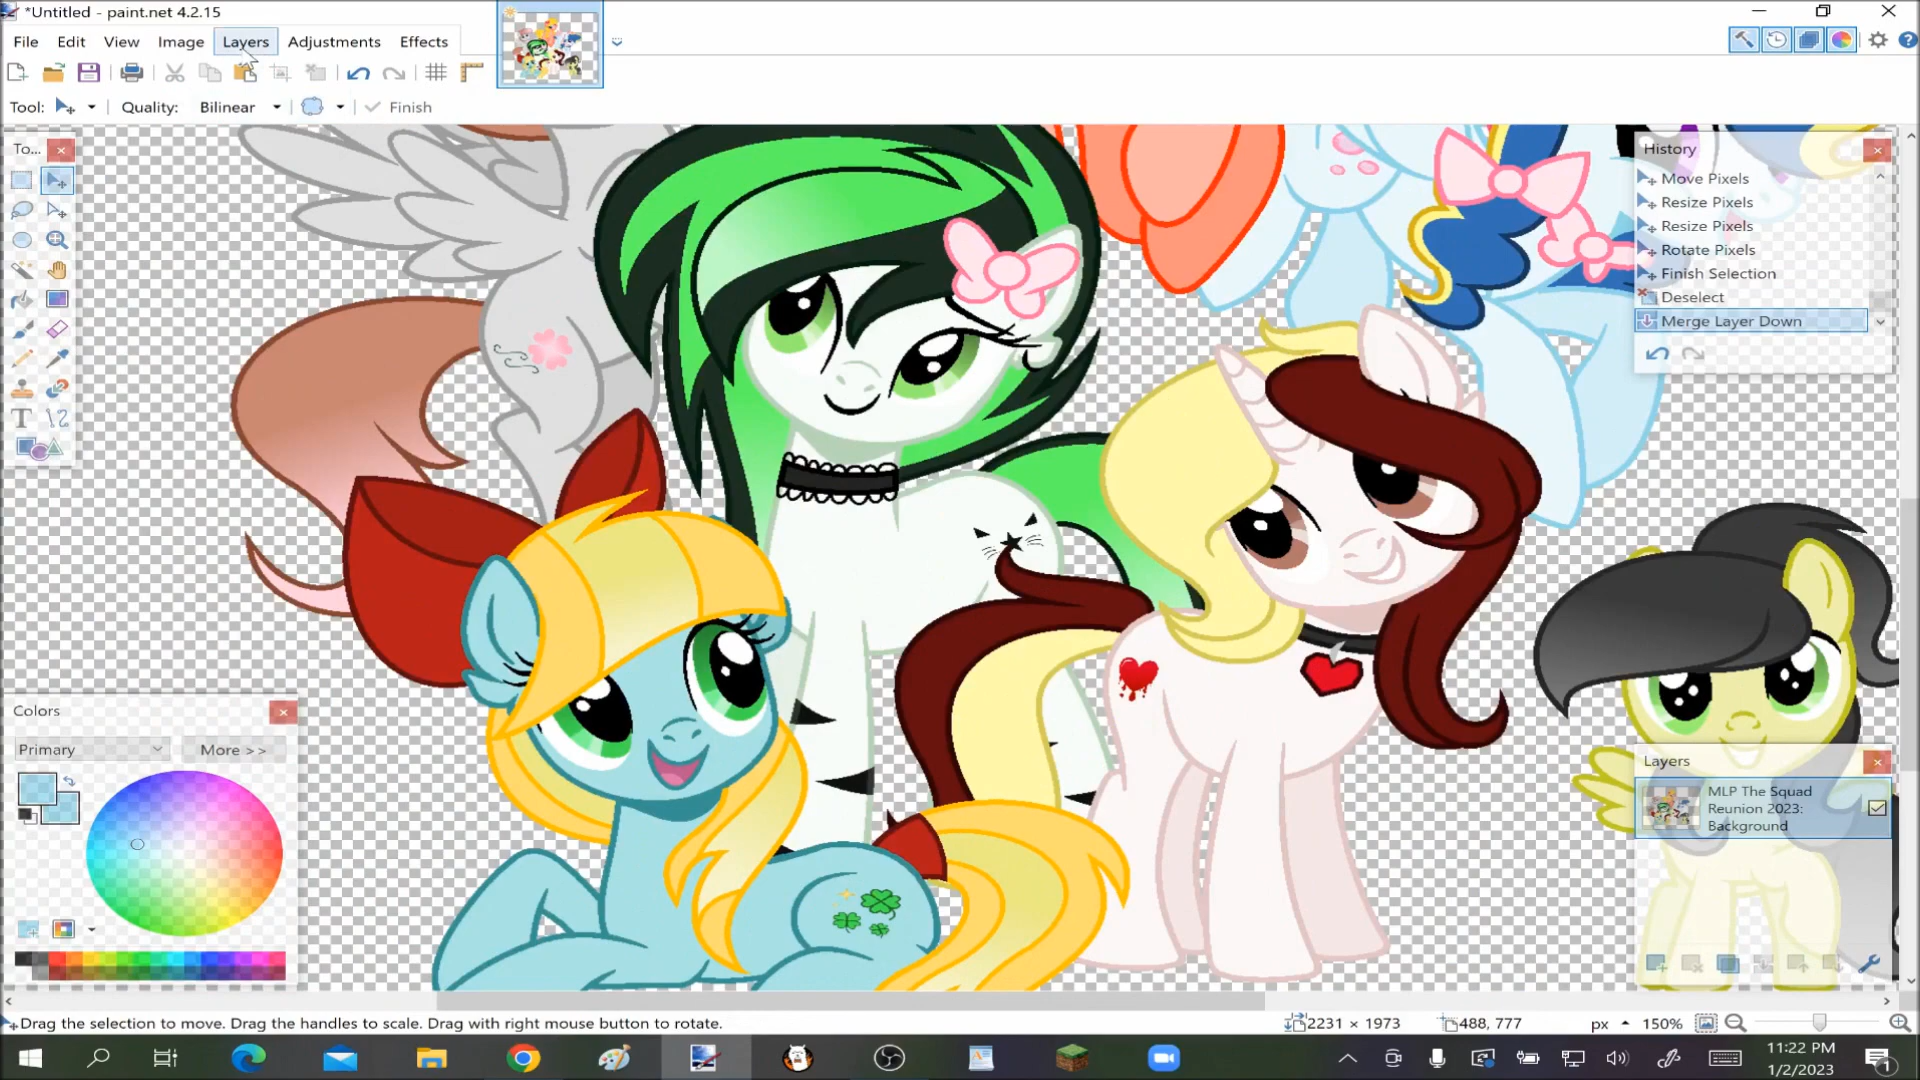 *Untitled - paint.net 4.2.15
File Edit View Image Layers Adjustments Effects
Tool: Quality: Bilinear Finish
To...
History
Move Pixels
Resize Pixels
Resize Pixels
Rotate Pixels
Finish Selection
Deselect
Merge Layer Down
Colors
Primary More >>
Layers
MLP The Squad
Reunion 2023:
Background
Drag the selection to move. Drag the handles to scale. Drag with right mouse button to rotate. 2231 × 1973 488, 777 px 150%
11:22 PM
1/2/2023